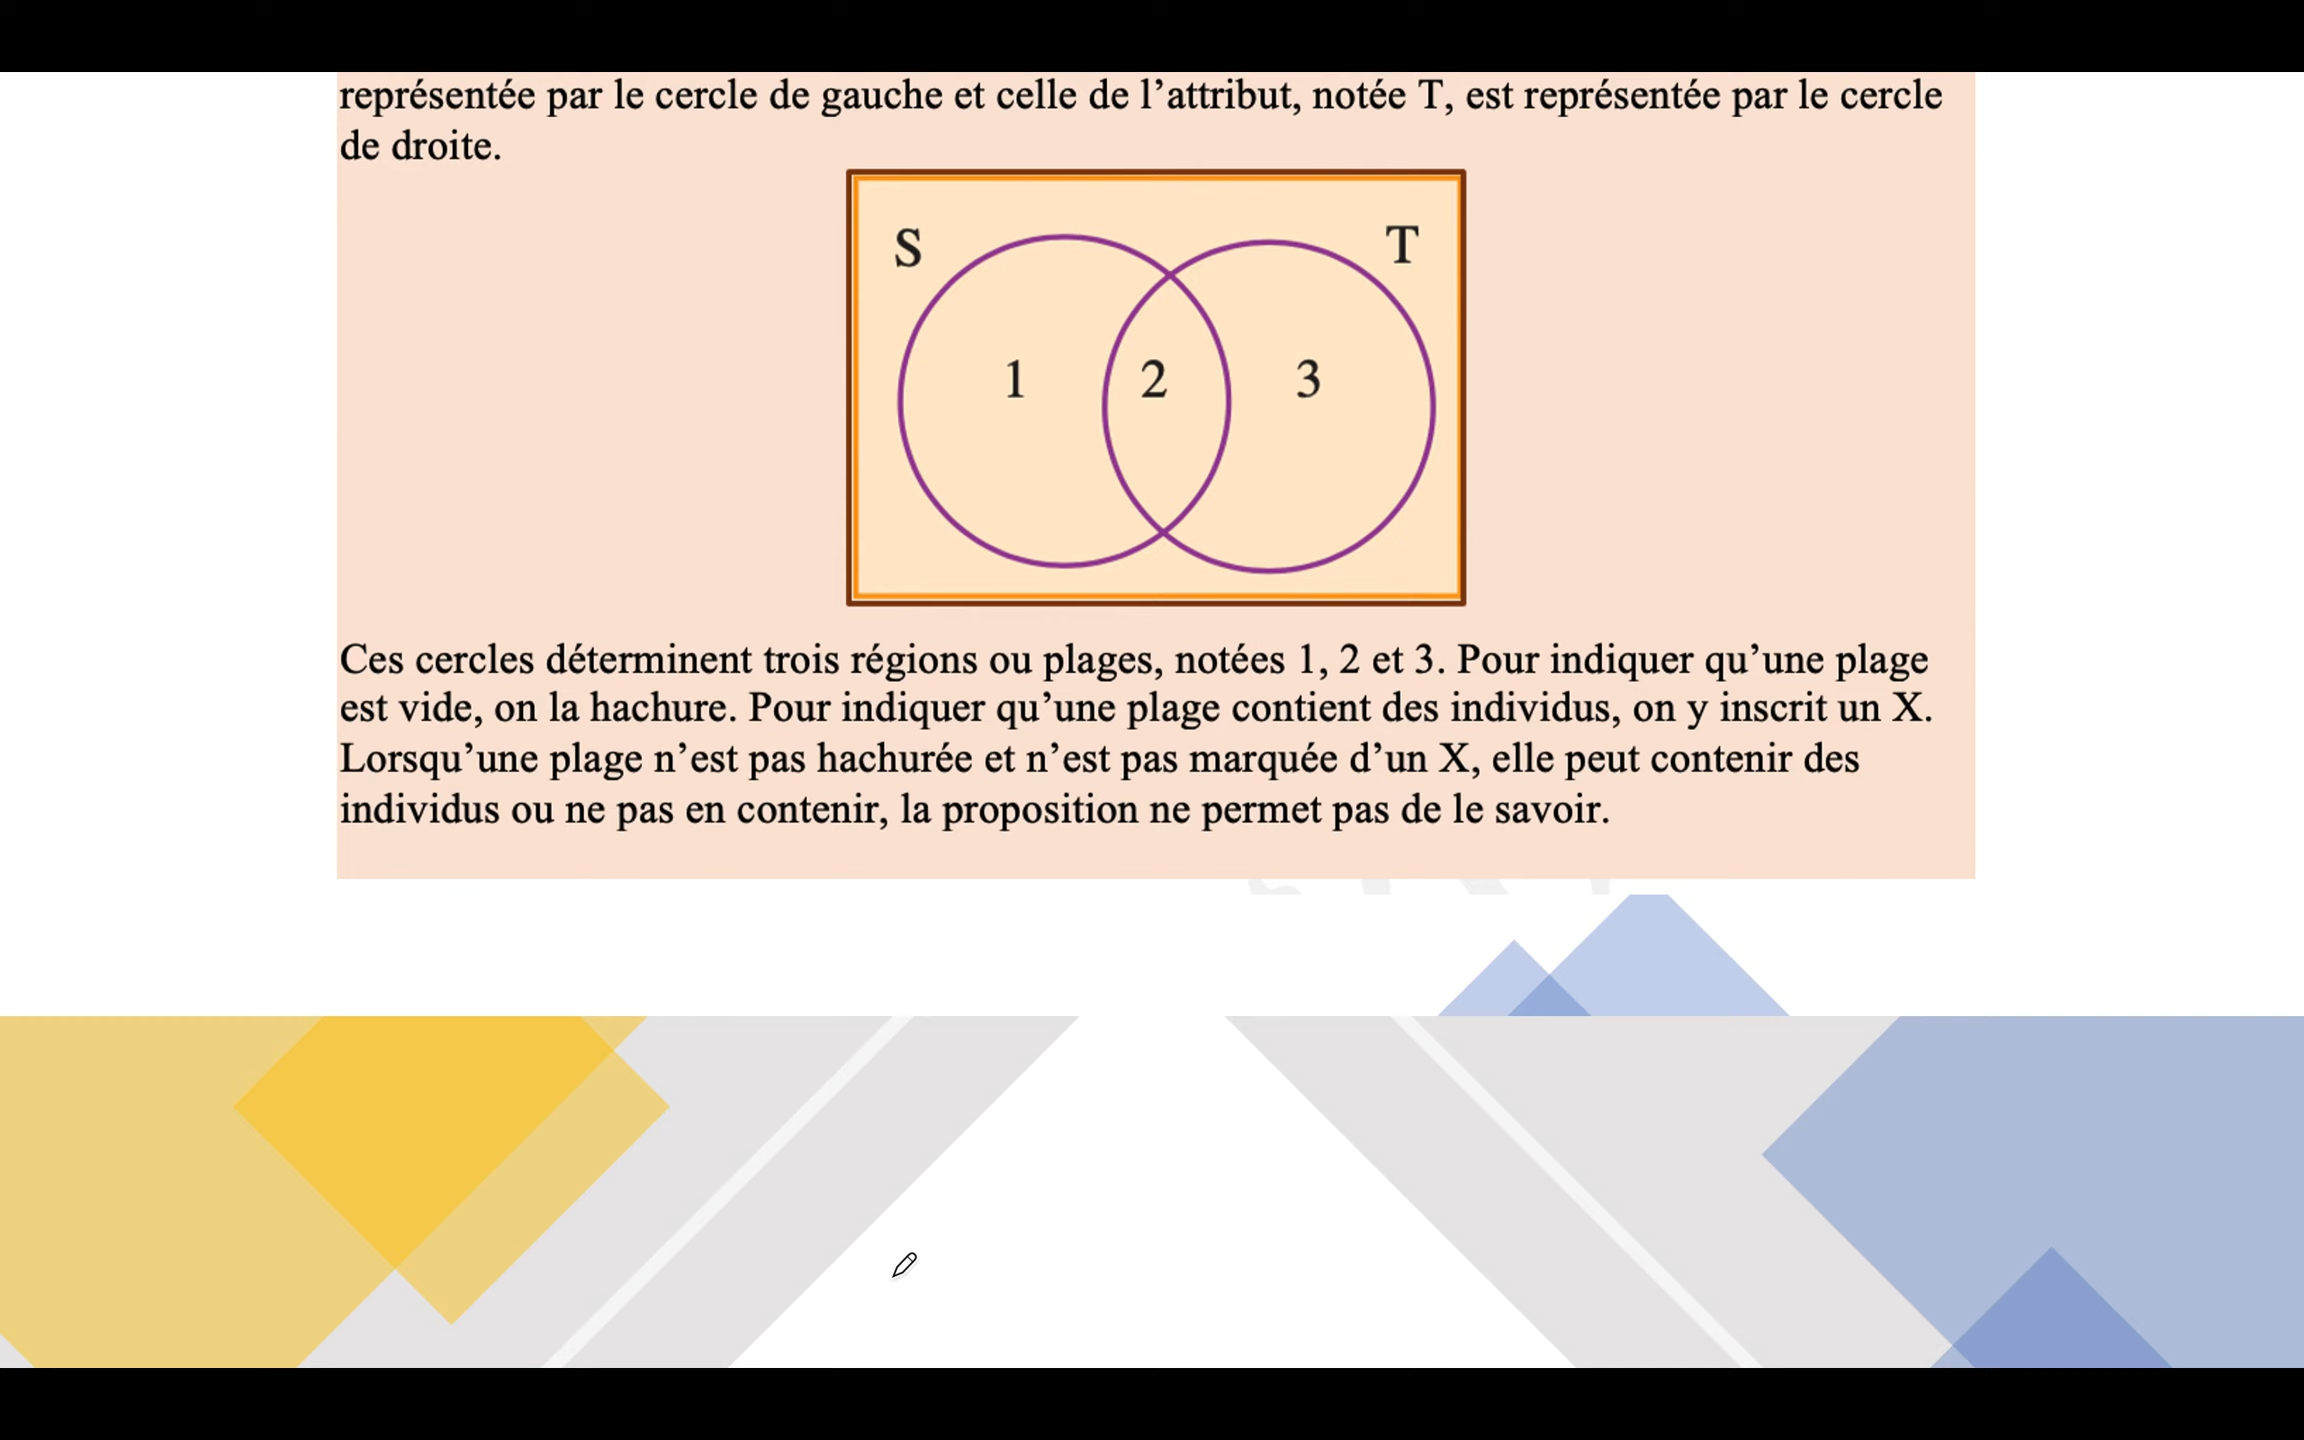 représentée par le cercle de gauche et celle de l’attribut, notée T, est représentée par le cercle
de droite.
S T
1 2 3
Ces cercles déterminent trois régions ou plages, notées 1, 2 et 3. Pour indiquer qu’une plage
est vide, on la hachure. Pour indiquer qu’une plage contient des individus, on y inscrit un X.
Lorsqu’une plage n’est pas hachurée et n’est pas marquée d’un X, elle peut contenir des
individus ou ne pas en contenir, la proposition ne permet pas de le savoir.